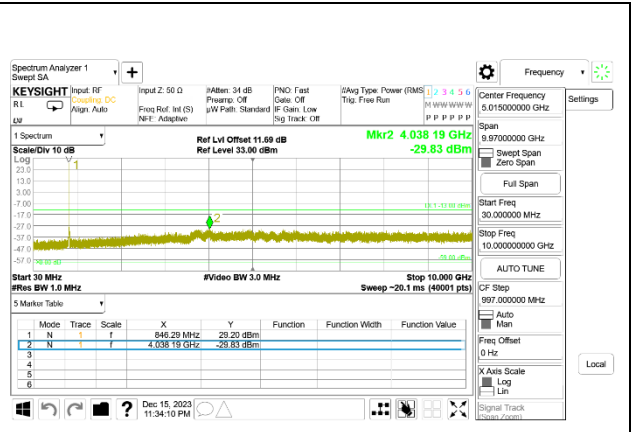 Spectrum Analyzer 1
Swept SA
Frequency
Settings
KEYSIGHT
RL
Input: RF
Coupling: DC
Align: Auto
Input Z: 50 Ω
Freq Ref: Int (S)
NFE: Adaptive
#Atten: 34 dB
Preamp: Off
µW Path: Standard
PNO: Fast
Gate: Off
IF Gain: Low
Sig Track: Off
#Avg Type: Power (RMS
Trig: Free Run
1 2 3 4 5 6
M W W W W W
P P P P P P
1 Spectrum
Scale/Div 10 dB
Ref Lvl Offset 11.69 dB
Ref Level 33.00 dBm
Mkr2 4.038 19 GHz
-29.83 dBm
Log
1
23.0
13.0
3.00
-7.00
-17.0
-27.0
-37.0
-47.0
-57.0
2
Start 30 MHz
#Res BW 1.0 MHz
#Video BW 3.0 MHz
Stop 10.000 GHz
Sweep ~20.1 ms (40001 pts)
5 Marker Table
Mode Trace Scale X Y Function Function Width Function Value
1 N 1 f 846.29 MHz 29.20 dBm
2 N 1 f 4.038 19 GHz -29.83 dBm
3
4
5
6
Center Frequency
5.015000000 GHz
Span
9.97000000 GHz
Swept Span
Zero Span
Full Span
Start Freq
30.000000 MHz
Stop Freq
10.000000000 GHz
AUTO TUNE
CF Step
997.000000 MHz
Auto
Man
Freq Offset
0 Hz
X Axis Scale
Log
Lin
Signal Track
(Span Zoom)
Local
?
Dec 15, 2023
11:34:10 PM